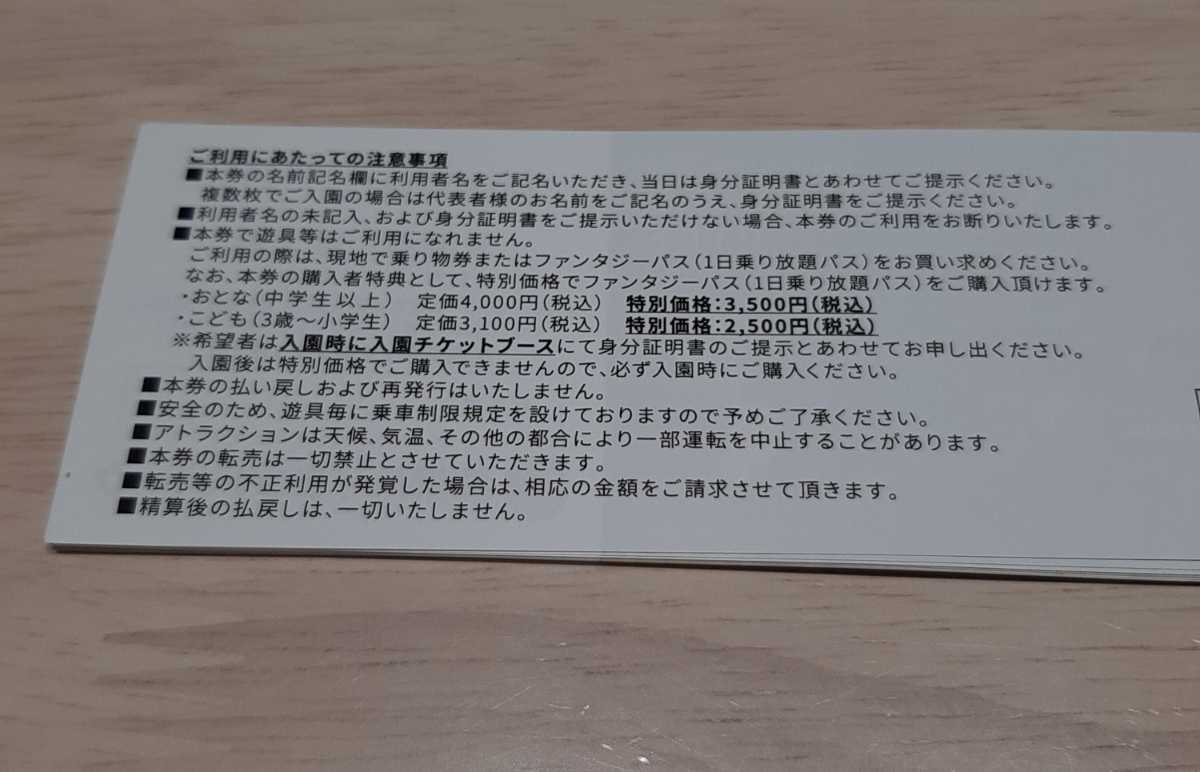 ご利用にあたっての注意事項
■本券の名前記名欄に利用者名をご記名いただき、当日は身分証明書とあわせてご提示ください。
複数枚でご入園の場合は代表者様のお名前をご記名のうえ、身分証明書をご提示ください。
■利用者名の未記入、および身分証明書をご提示いただけない場合、本券のご利用をお断りいたします。
■本券で遊具等はご利用になれません。
ご利用の際は、現地で乗り物券またはファンタジーパス(1日乗り放題パス)をお買い求めください。
なお、本券の購入者特典として、特別価格でファンタジーパス(1日乗り放題パス)をご購入頂けます。
・おとな(中学生以上) 定価4,000円(税込) 特別価格:3,500円(税込)
・こども(3歳～小学生) 定価3,100円(税込) 特別価格:2,500円(税込)
※希望者は入園時に入園チケットブースにて身分証明書のご提示とあわせてお申し出ください。
入園後は特別価格でご購入できませんので、必ず入園時にご購入ください。
■本券の払い戻しおよび再発行はいたしません。
■安全のため、遊具毎に乗車制限規定を設けておりますので予めご了承ください。
■アトラクションは天候、気温、その他の都合により一部運転を中止することがあります。
■本券の転売は一切禁止とさせていただきます。
■転売等の不正利用が発覚した場合は、相応の金額をご請求させて頂きます。
■精算後の払戻しは、一切いたしません。